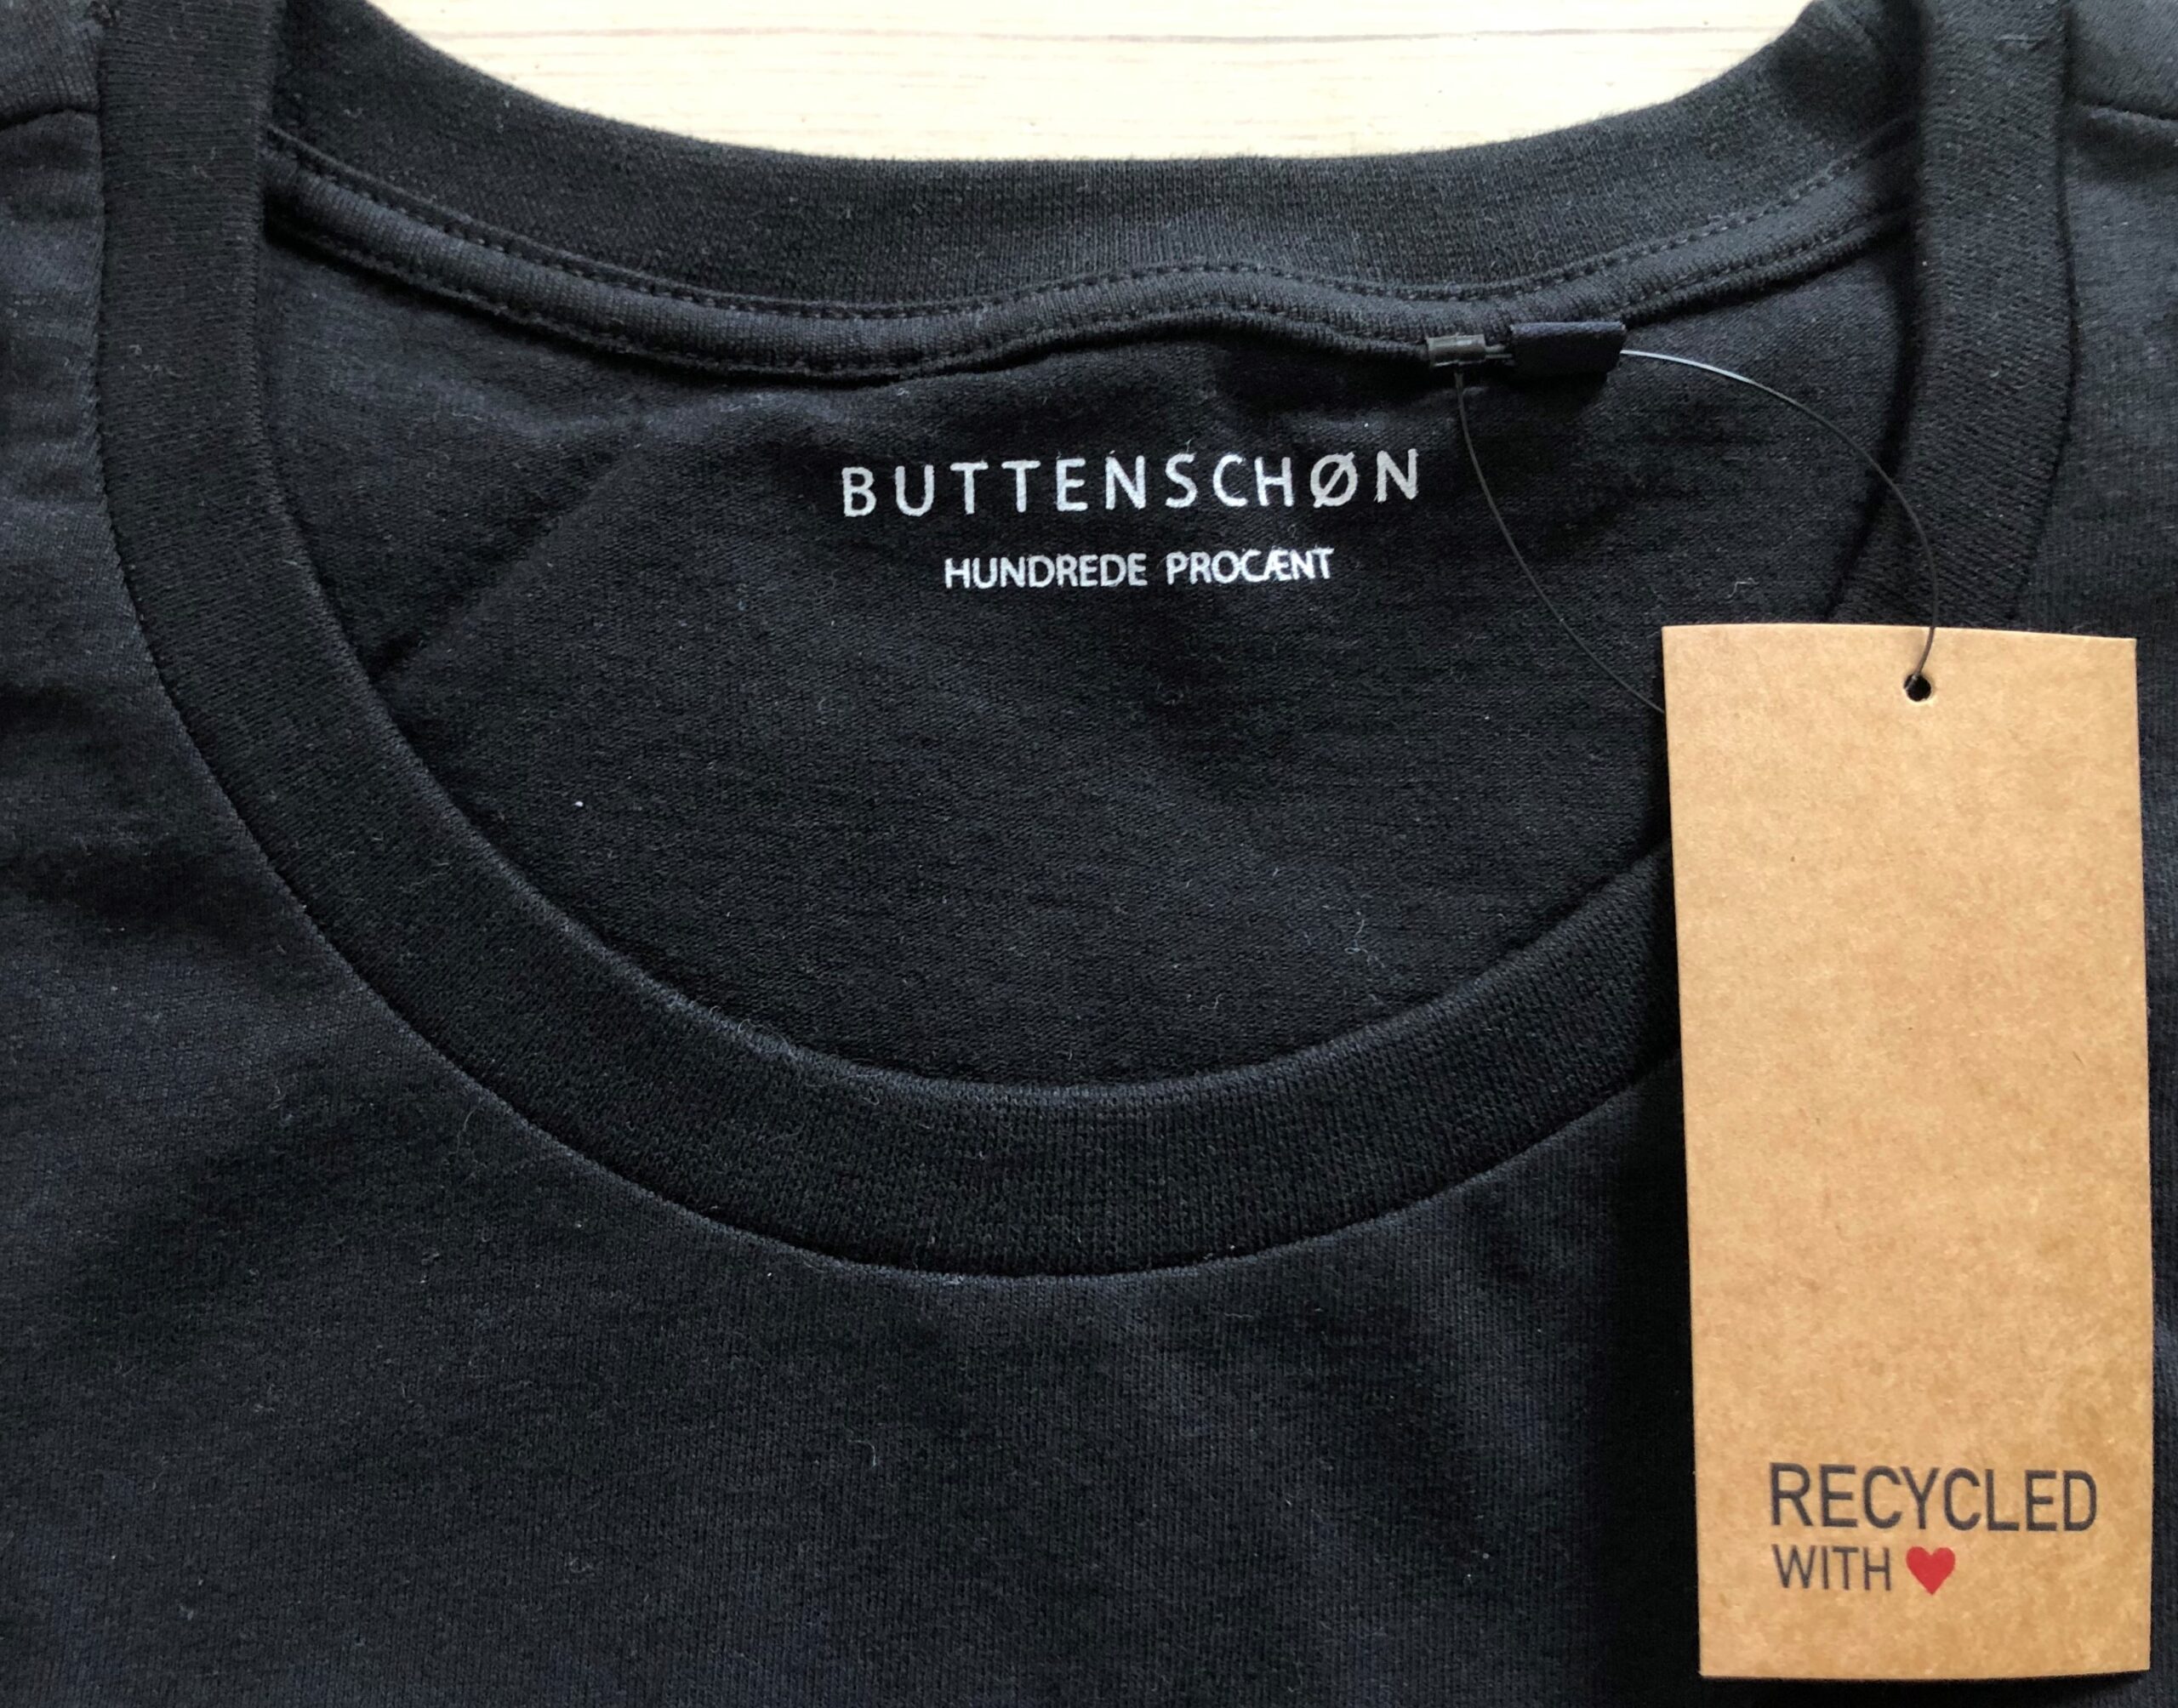 BUTTENSCHØN
HUNDREDE PROCÆNT
RECYCLED
WITH ♥